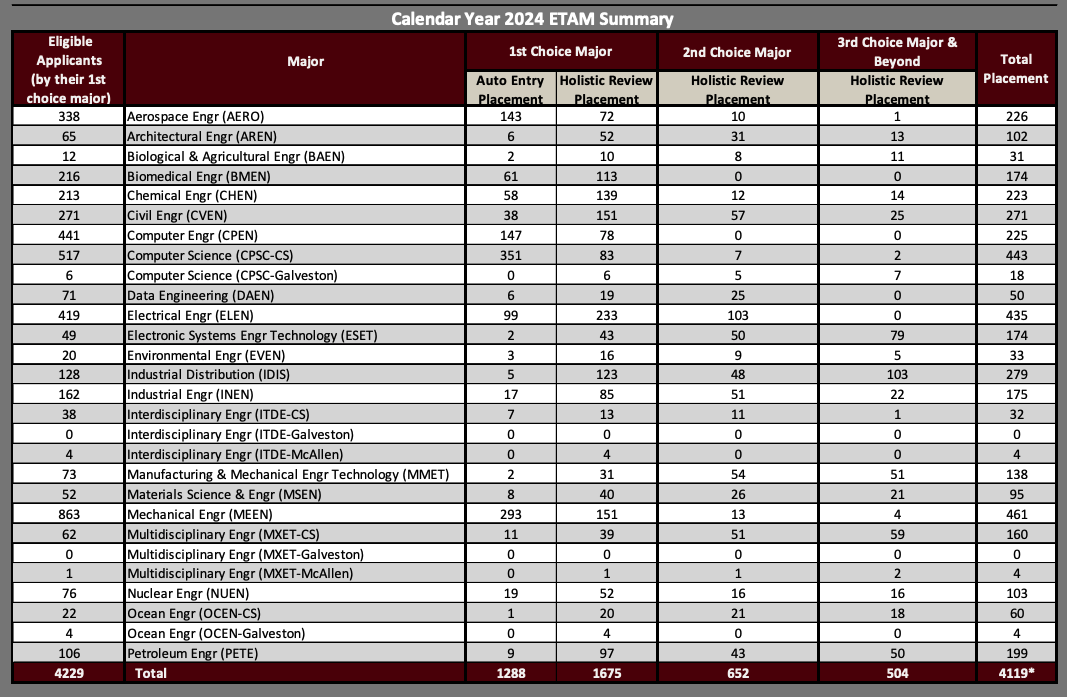 Calendar Year 2024 ETAM Summary
Eligible Applicants (by their 1st choice major) Major 1st Choice Major 2nd Choice Major 3rd Choice Major & Beyond Total Placement
Auto Entry Placement Holistic Review Placement Holistic Review Placement Holistic Review Placement
338 Aerospace Engr (AERO) 143 72 10 1 226
65 Architectural Engr (AREN) 6 52 31 13 102
12 Biological & Agricultural Engr (BAEN) 2 10 8 11 31
216 Biomedical Engr (BMEN) 61 113 0 0 174
213 Chemical Engr (CHEN) 58 139 12 14 223
271 Civil Engr (CVEN) 38 151 57 25 271
441 Computer Engr (CPEN) 147 78 0 0 225
517 Computer Science (CPSC-CS) 351 83 7 2 443
6 Computer Science (CPSC-Galveston) 0 6 5 7 18
71 Data Engineering (DAEN) 6 19 25 0 50
419 Electrical Engr (ELEN) 99 233 103 0 435
49 Electronic Systems Engr Technology (ESET) 2 43 50 79 174
20 Environmental Engr (EVEN) 3 16 9 5 33
128 Industrial Distribution (IDIS) 5 123 48 103 279
162 Industrial Engr (INEN) 17 85 51 22 175
38 Interdisciplinary Engr (ITDE-CS) 7 13 11 1 32
0 Interdisciplinary Engr (ITDE-Galveston) 0 0 0 0 0
4 Interdisciplinary Engr (ITDE-McAllen) 0 4 0 0 4
73 Manufacturing & Mechanical Engr Technology (MMET) 2 31 54 51 138
52 Materials Science & Engr (MSEN) 8 40 26 21 95
863 Mechanical Engr (MEEN) 293 151 13 4 461
62 Multidisciplinary Engr (MXET-CS) 11 39 51 59 160
0 Multidisciplinary Engr (MXET-Galveston) 0 0 0 0 0
1 Multidisciplinary Engr (MXET-McAllen) 0 1 1 2 4
76 Nuclear Engr (NUEN) 19 52 16 16 103
22 Ocean Engr (OCEN-CS) 1 20 21 18 60
4 Ocean Engr (OCEN-Galveston) 0 4 0 0 4
106 Petroleum Engr (PETE) 9 97 43 50 199
4229 Total 1288 1675 652 504 4119*